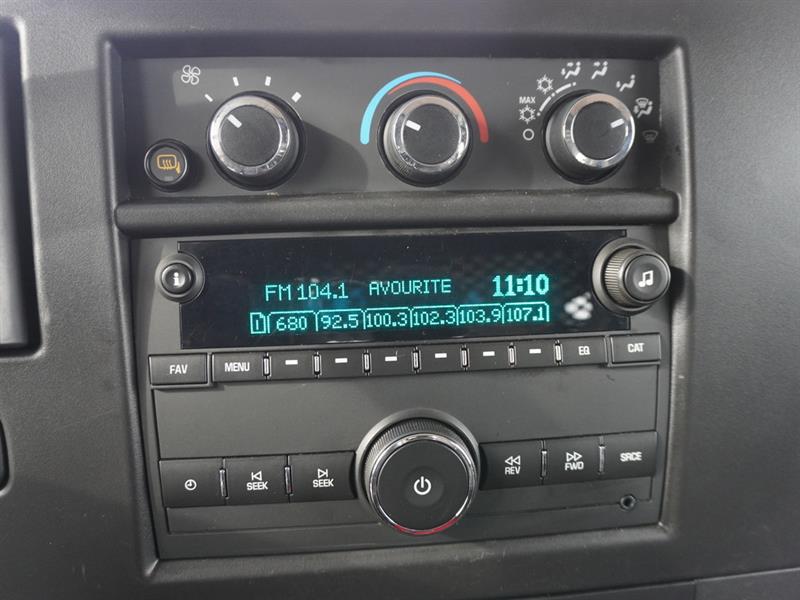 MAX
FM 104.1 AVOURITE 11:10
1 680 92.5 100.3 102.3 103.9 107.1
FAV MENU EQ CAT
SEEK SEEK REV FWD SRCE